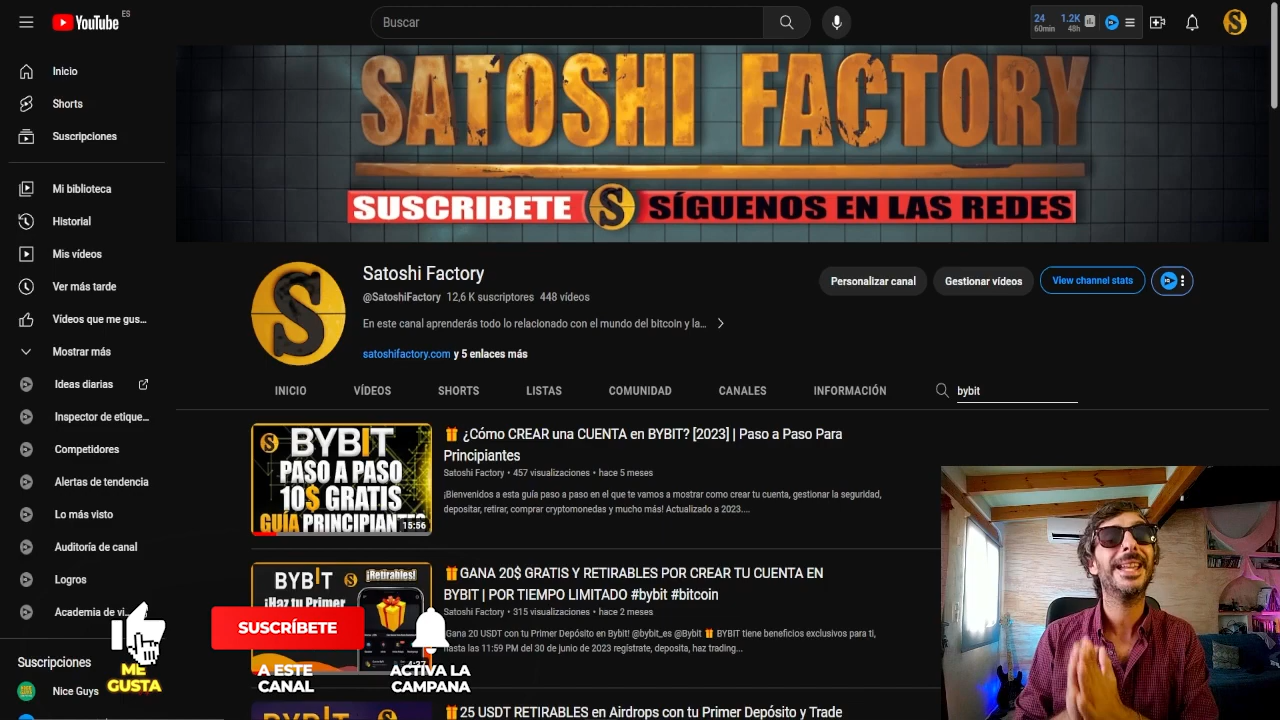 YouTube ES
Buscar
24
60min
1.2K
48h
Inicio
Shorts
Suscripciones
Mi biblioteca
Historial
Mis vídeos
Ver más tarde
Vídeos que me gus...
Mostrar más
Ideas diarias
Inspector de etique...
Competidores
Alertas de tendencia
Lo más visto
Auditoría de canal
Logros
Academia de vi...
Suscripciones
Nice Guys
SATOSHI FACTORY
SUSCRIBETE S SÍGUENOS EN LAS REDES
Satoshi Factory
@SatoshiFactory 12,6 K suscriptores 448 vídeos
En este canal aprenderás todo lo relacionado con el mundo del bitcoin y la...
satoshifactory.com y 5 enlaces más
Personalizar canal
Gestionar vídeos
View channel stats
INICIO
VÍDEOS
SHORTS
LISTAS
COMUNIDAD
CANALES
INFORMACIÓN
bybit
BYBIT
PASO A PASO
10$ GRATIS
GUÍA PRINCIPIANTES
15:56
¿Cómo CREAR una CUENTA en BYBIT? [2023] | Paso a Paso Para
Principiantes
Satoshi Factory • 457 visualizaciones • hace 5 meses
¡Bienvenidos a esta guía paso a paso en el que te vamos a mostrar como crear tu cuenta, gestionar la seguridad,
depositar, retirar, comprar cryptomonedas y mucho más! Actualizado a 2023....
BYBIT
¡Retirables!
¡Haz tu Primer
4:27
GANA 20$ GRATIS Y RETIRABLES POR CREAR TU CUENTA EN
BYBIT | POR TIEMPO LIMITADO #bybit #bitcoin
Satoshi Factory • 315 visualizaciones • hace 2 meses
Gana 20 USDT con tu Primer Depósito en Bybit! @bybit_es @Bybit BYBIT tiene beneficios exclusivos para ti,
hasta las 11:59 PM del 30 de junio de 2023 regístrate, deposita, haz trading...
25 USDT RETIRABLES en Airdrops con tu Primer Depósito y Trade
ME
GUSTA
SUSCRÍBETE
A ESTE
CANAL
ACTIVA LA
CAMPANA